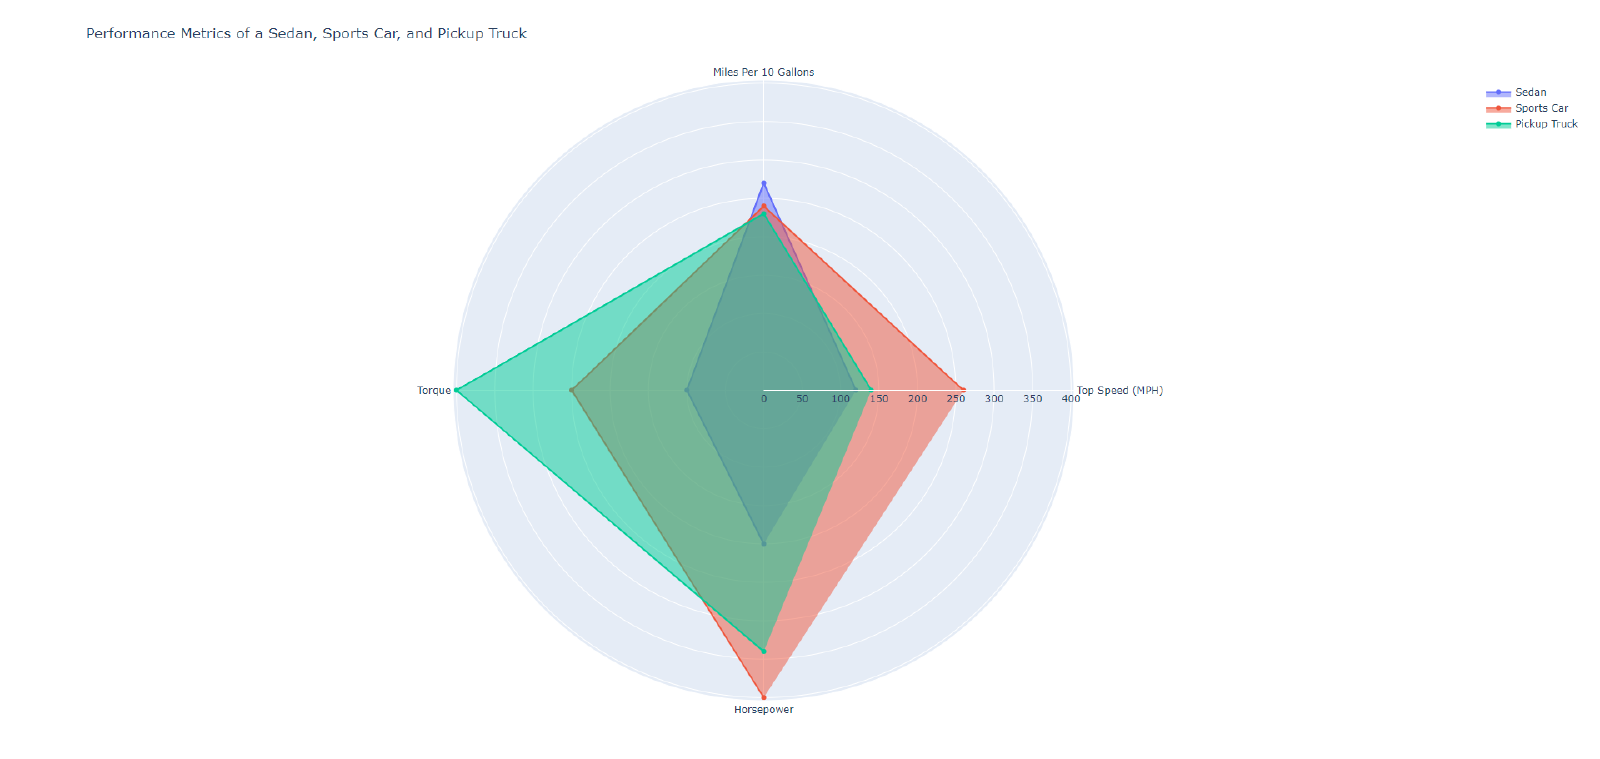 Performance Metrics of a Sedan, Sports Car, and Pickup Truck
Miles Per 10 Gallons
Sedan
Sports Car
Pickup Truck
Torque
Top Speed (MPH)
0 50 100 150 200 250 300 350 400
Horsepower